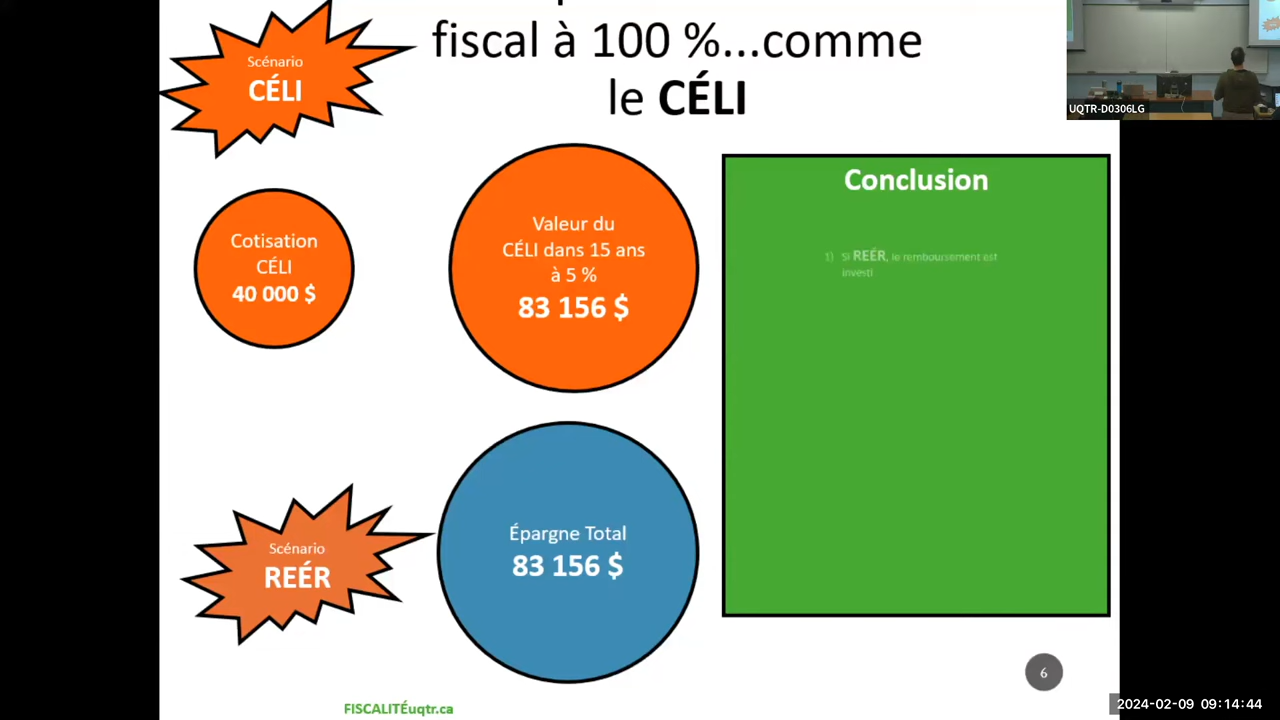 fiscal à 100 %...comme
le CÉLI
Scénario
CÉLI
UQTR-D0306LG
Cotisation
CÉLI
40 000 $
Valeur du
CÉLI dans 15 ans
à 5 %
83 156 $
Conclusion
1) Si REÉR, le remboursement est
investi
Scénario
REÉR
Épargne Total
83 156 $
6
FISCALITÉuqtr.ca
2024-02-09 09:14:44